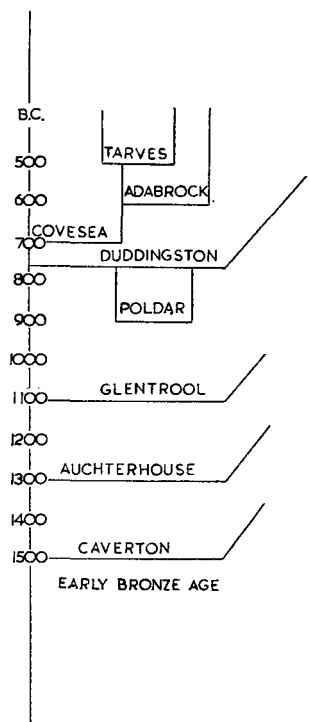 B.C.
500
TARVES
600
ADABROCK
700
COVESEA
DUDDINGTON
800
POLDAR
900
1000
GLENTROOL
1100
1200
AUCHTERHOUSE
1300
1400
CAVERTON
1500
EARLY BRONZE AGE